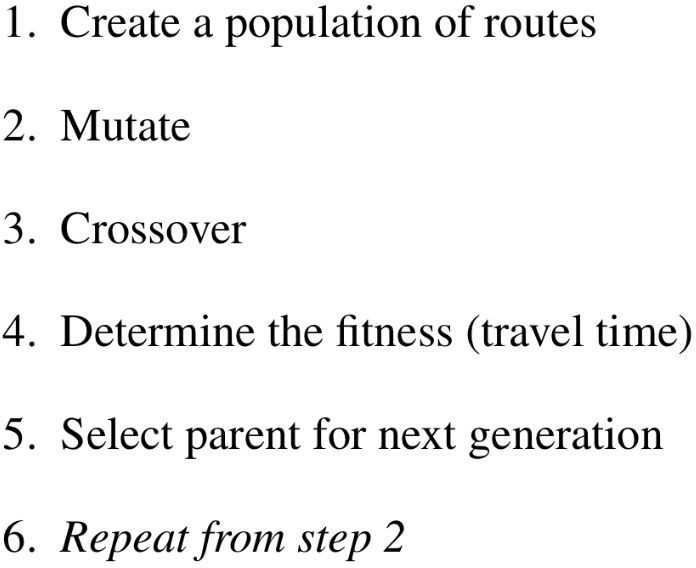 1. Create a population of routes
2. Mutate
3. Crossover
4. Determine the fitness (travel time)
5. Select parent for next generation
6. Repeat from step 2